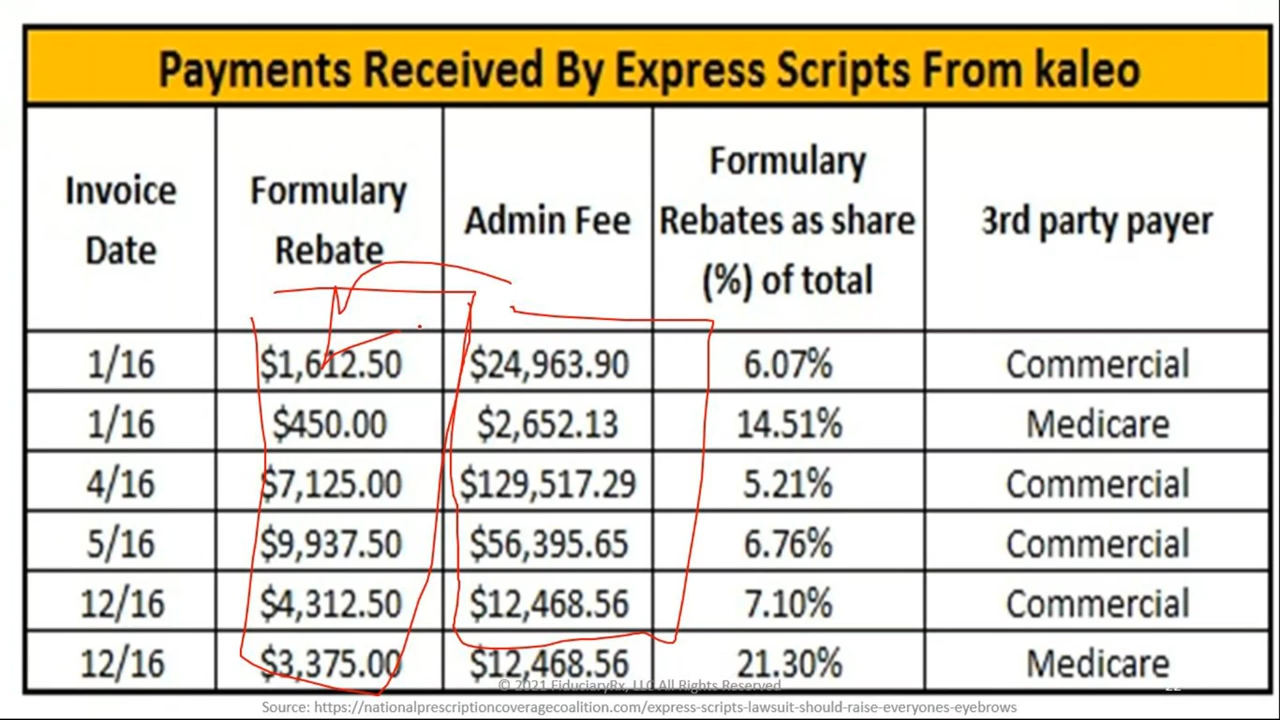 Payments Received By Express Scripts From kaleo
Invoice Date
Formulary Rebate
Admin Fee
Formulary Rebates as share (%) of total
3rd party payer
1/16 $1,612.50 $24,963.90 6.07% Commercial
1/16 $450.00 $2,652.13 14.51% Medicare
4/16 $7,125.00 $129,517.29 5.21% Commercial
5/16 $9,937.50 $56,395.65 6.76% Commercial
12/16 $4,312.50 $12,468.56 7.10% Commercial
12/16 $3,375.00 $12,468.56 21.30% Medicare
© 2021 FiduciaryRx, LLC All Rights Reserved
22
Source: https://nationalprescriptioncoveragecoalition.com/express-scripts-lawsuit-should-raise-everyones-eyebrows